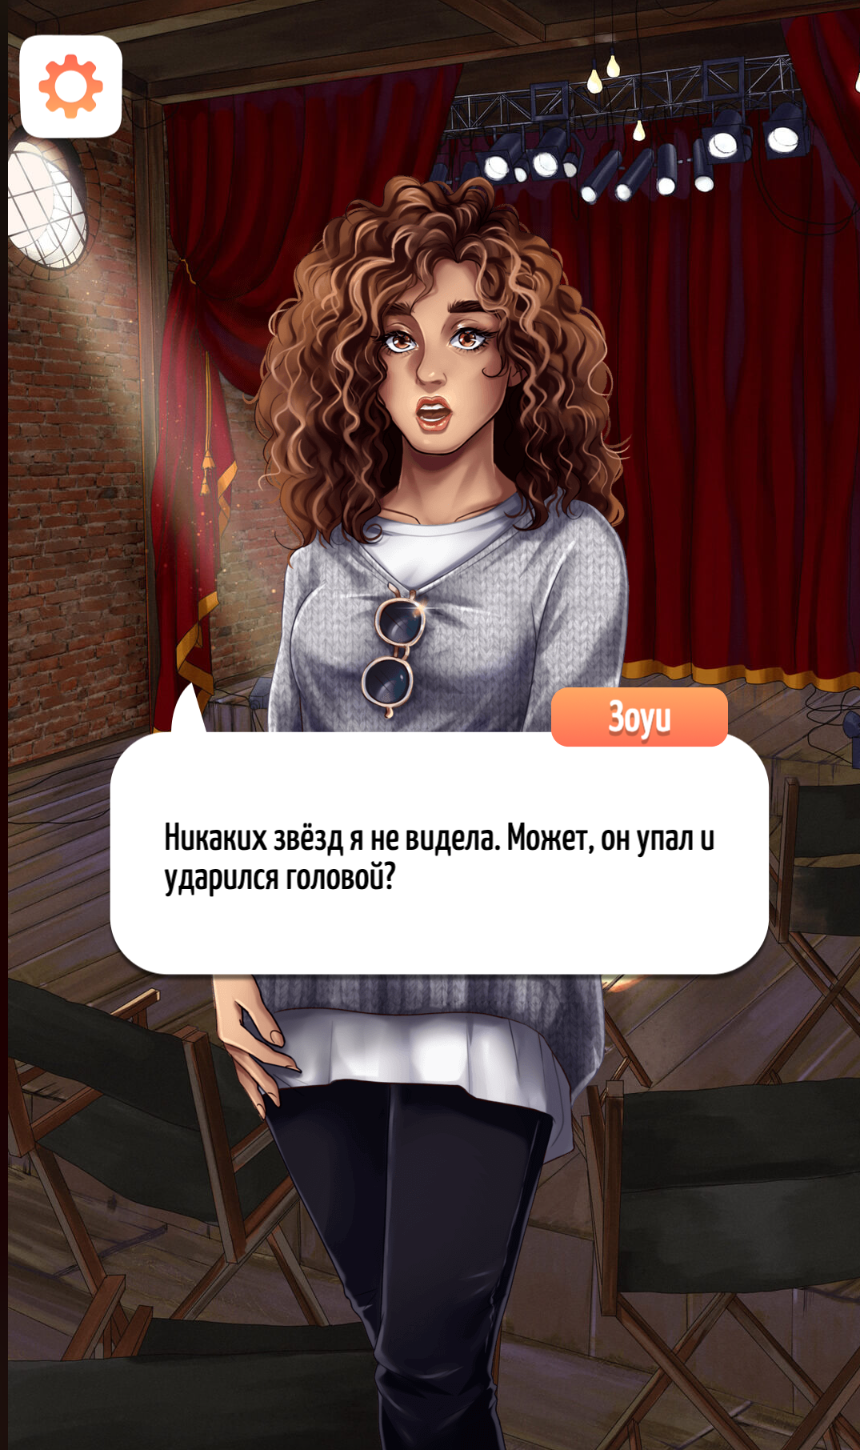 Зоуи
Никаких звёзд я не видела. Может, он упал и
ударился головой?